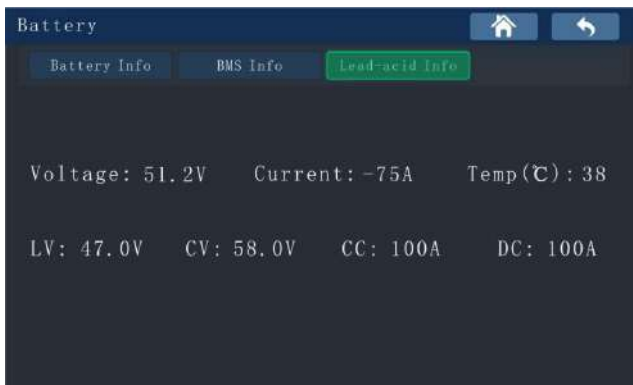 Battery
Battery Info BMS Info Lead-acid Info
Voltage: 51.2V Current: -75A Temp(℃): 38
LV: 47.0V CV: 58.0V CC: 100A DC: 100A